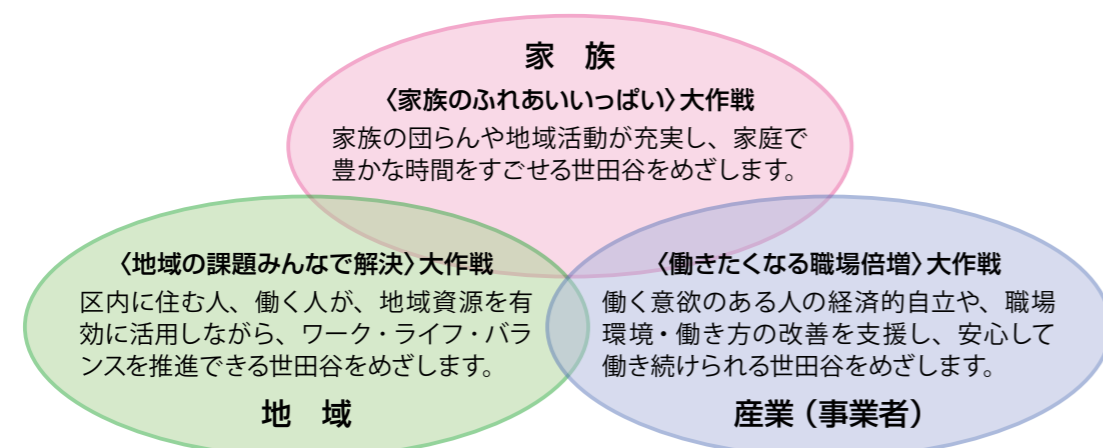 家　族
〈家族のふれあいいっぱい〉大作戦
家族の団らんや地域活動が充実し、家庭で
豊かな時間をすごせる世田谷をめざします。
〈地域の課題みんなで解決〉大作戦
区内に住む人、働く人が、地域資源を有
効に活用しながら、ワーク・ライフ・バラ
ンスを推進できる世田谷をめざします。
地　域
〈働きたくなる職場倍増〉大作戦
働く意欲のある人の経済的自立や、職場
環境・働き方の改善を支援し、安心して
働き続けられる世田谷をめざします。
産業（事業者）